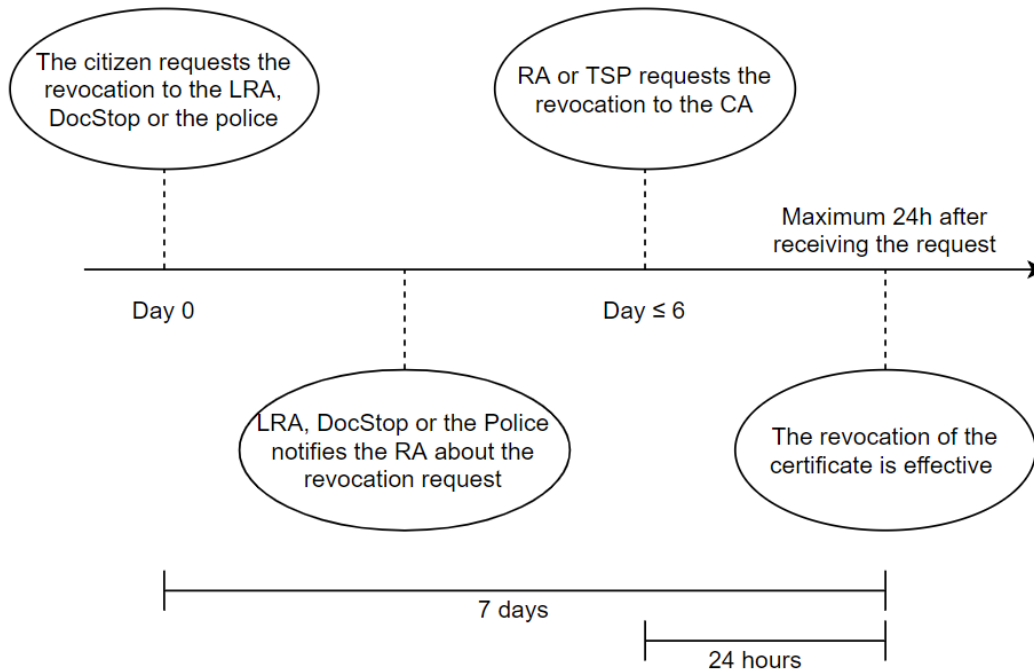 The citizen requests the
revocation to the LRA,
DocStop or the police
RA or TSP requests the
revocation to the CA
Maximum 24h after
receiving the request
Day 0
Day ≤ 6
LRA, DocStop or the Police
notifies the RA about the
revocation request
The revocation of the
certificate is effective
7 days
24 hours